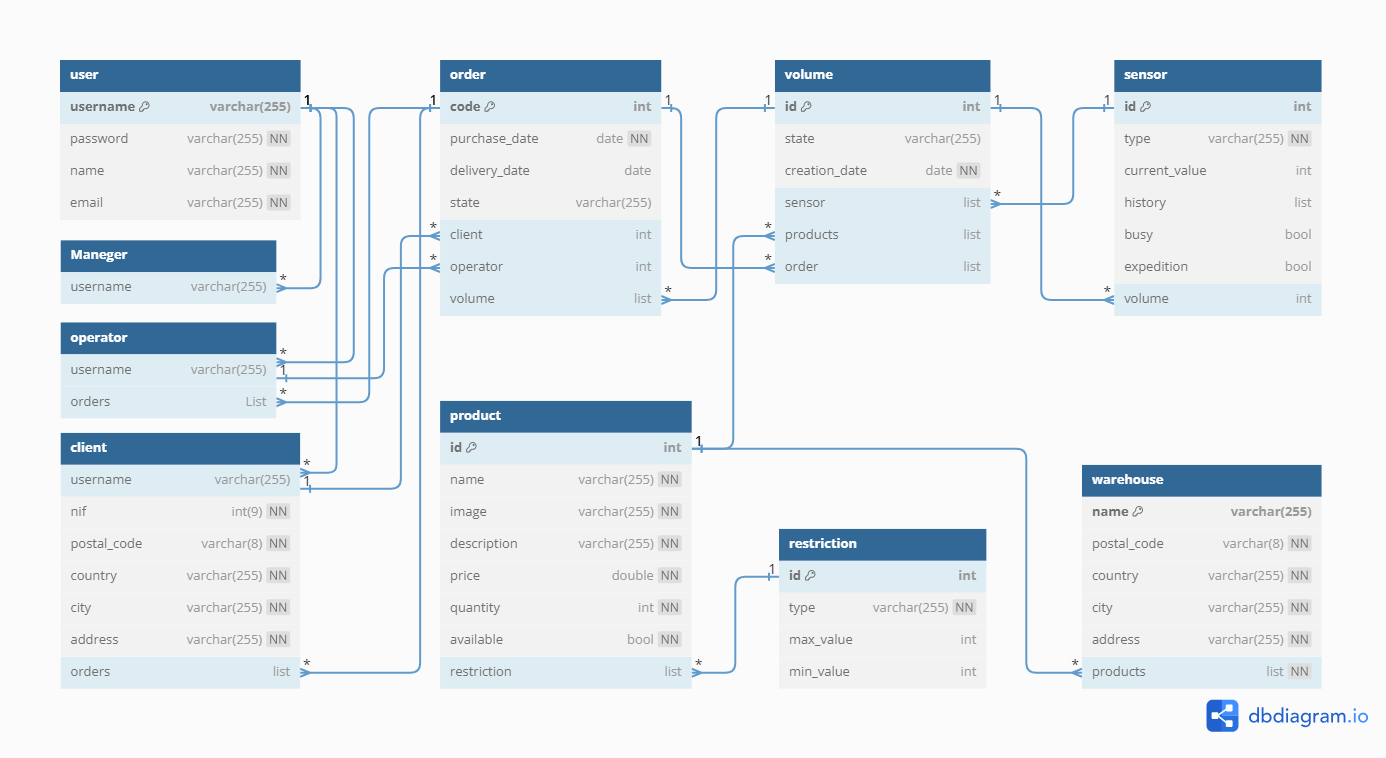 user
username varchar(255)
password varchar(255) NN
name varchar(255) NN
email varchar(255) NN
Maneger
username varchar(255)
operator
username varchar(255)
orders List
client
username varchar(255)
nif int(9) NN
postal_code varchar(8) NN
country varchar(255) NN
city varchar(255) NN
address varchar(255) NN
orders list
order
code int
purchase_date date NN
delivery_date date
state varchar(255)
client int
operator int
volume list
product
id int
name varchar(255) NN
image varchar(255) NN
description varchar(255) NN
price double NN
quantity int NN
available bool NN
restriction list
volume
id int
state varchar(255)
creation_date date NN
sensor list
products list
order list
restriction
id int
type varchar(255) NN
max_value int
min_value int
sensor
id int
type varchar(255) NN
current_value int
history list
busy bool
expedition bool
volume int
warehouse
name varchar(255)
postal_code varchar(8) NN
country varchar(255) NN
city varchar(255) NN
address varchar(255) NN
products list NN
1
*
*
1
*
*
1
*
1
*
*
1
*
1
*
*
1
*
1
*
1
*
1
*
1
*
dbdiagram.io